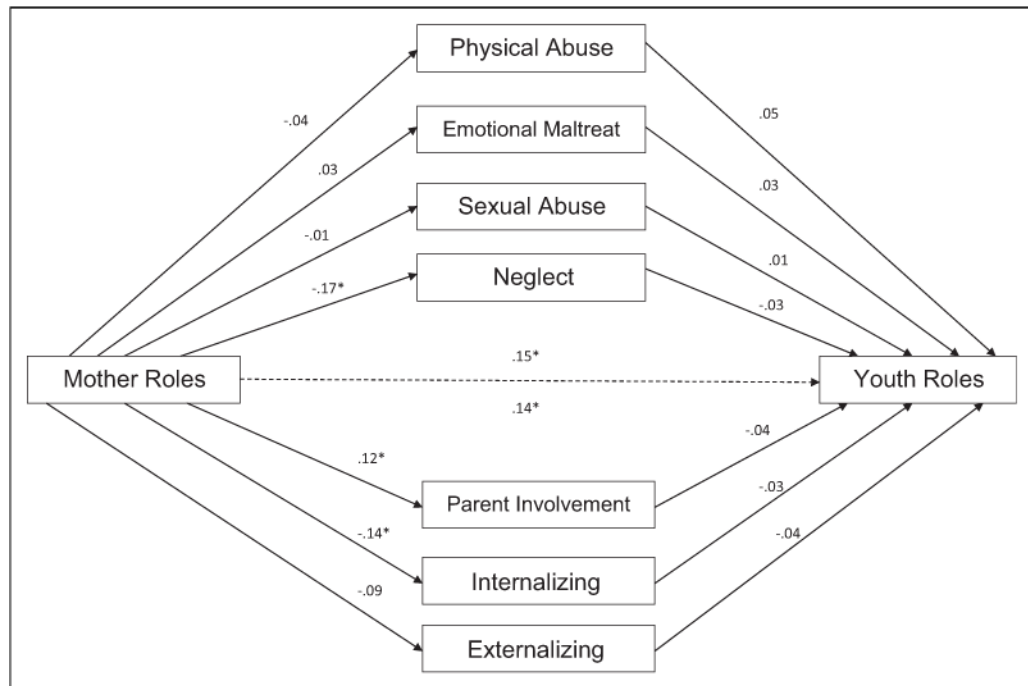 Physical Abuse
-.04
.05
Emotional Maltreat
.03
.03
Sexual Abuse
-.01
.01
Neglect
-.17*
-.03
.15*
Mother Roles
Youth Roles
.14*
-.04
.12*
Parent Involvement
-.03
-.14*
-.04
Internalizing
-.09
Externalizing